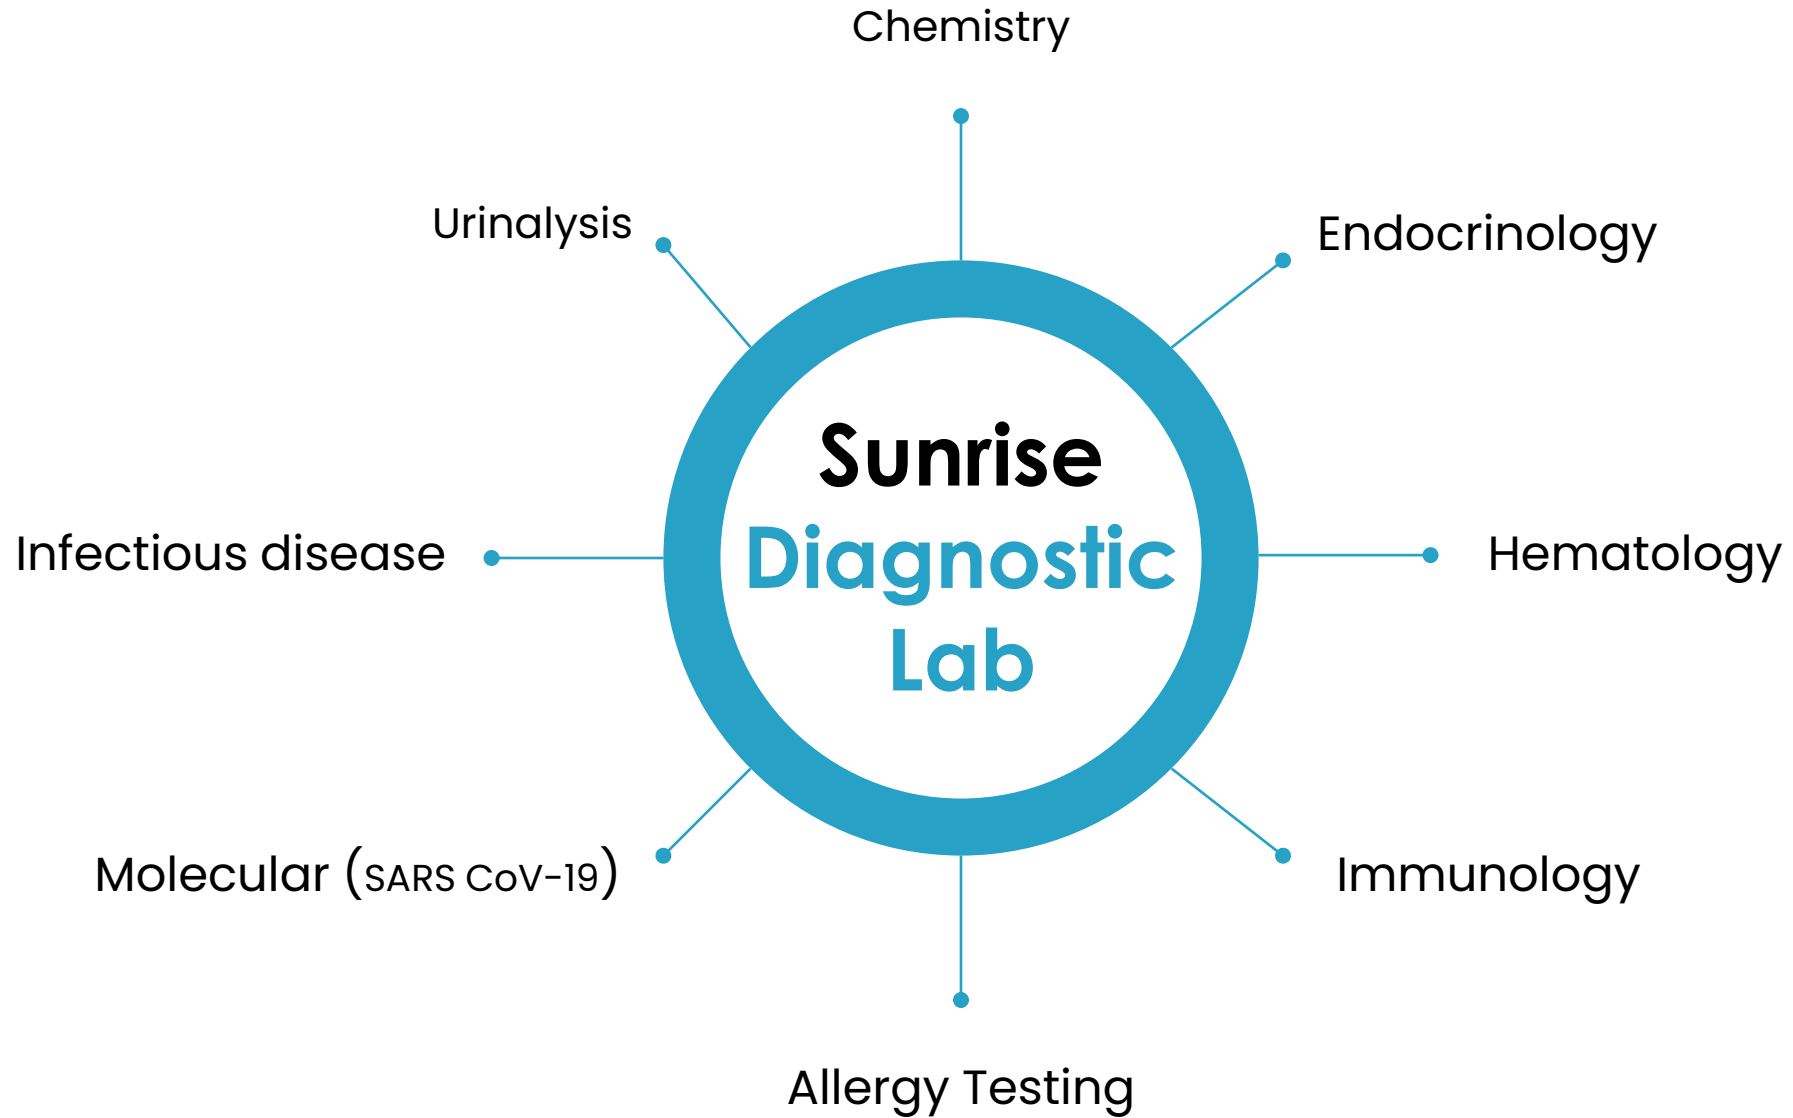 Chemistry
Urinalysis
Endocrinology
Sunrise
Diagnostic
Lab
Infectious disease
Hematology
Molecular (SARS CoV-19)
Immunology
Allergy Testing